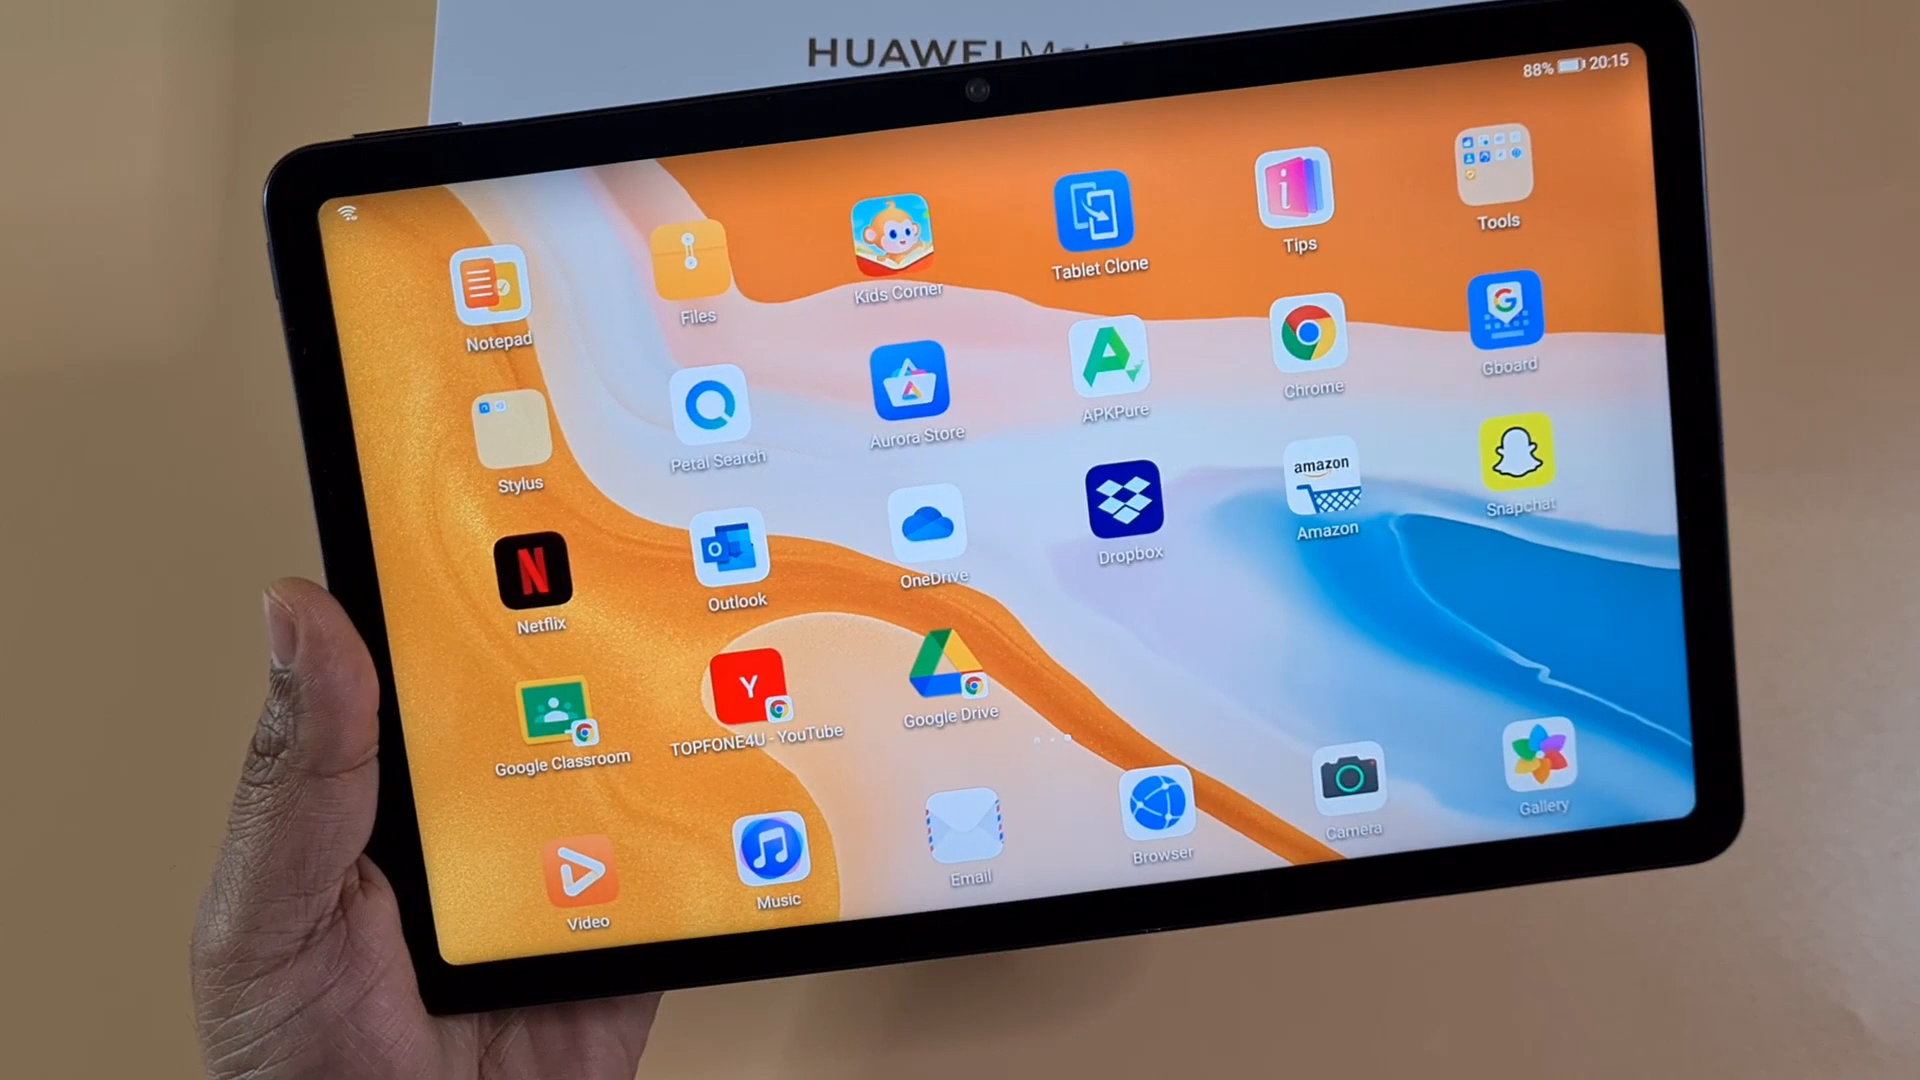 HUAWEI
88% 20:15
Notepad
Files
Kids Corner
Tablet Clone
i
Tips
Tools
Stylus
Petal Search
Aurora Store
A
APKPure
Chrome
G
Gboard
N
Netflix
O
Outlook
OneDrive
Dropbox
amazon
Amazon
Snapchat
Google Classroom
Y
TOPFONE4U - YouTube
Google Drive
Video
Music
Email
Browser
Camera
Gallery